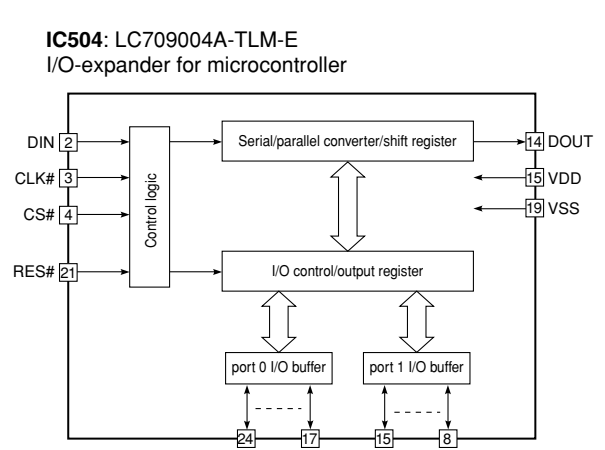 IC504: LC709004A-TLM-E
I/O-expander for microcontroller
DIN 2
CLK# 3
CS# 4
RES# 21
Control logic
Serial/parallel converter/shift register
14 DOUT
15 VDD
19 VSS
I/O control/output register
port 0 I/O buffer
port 1 I/O buffer
24 17 15 8